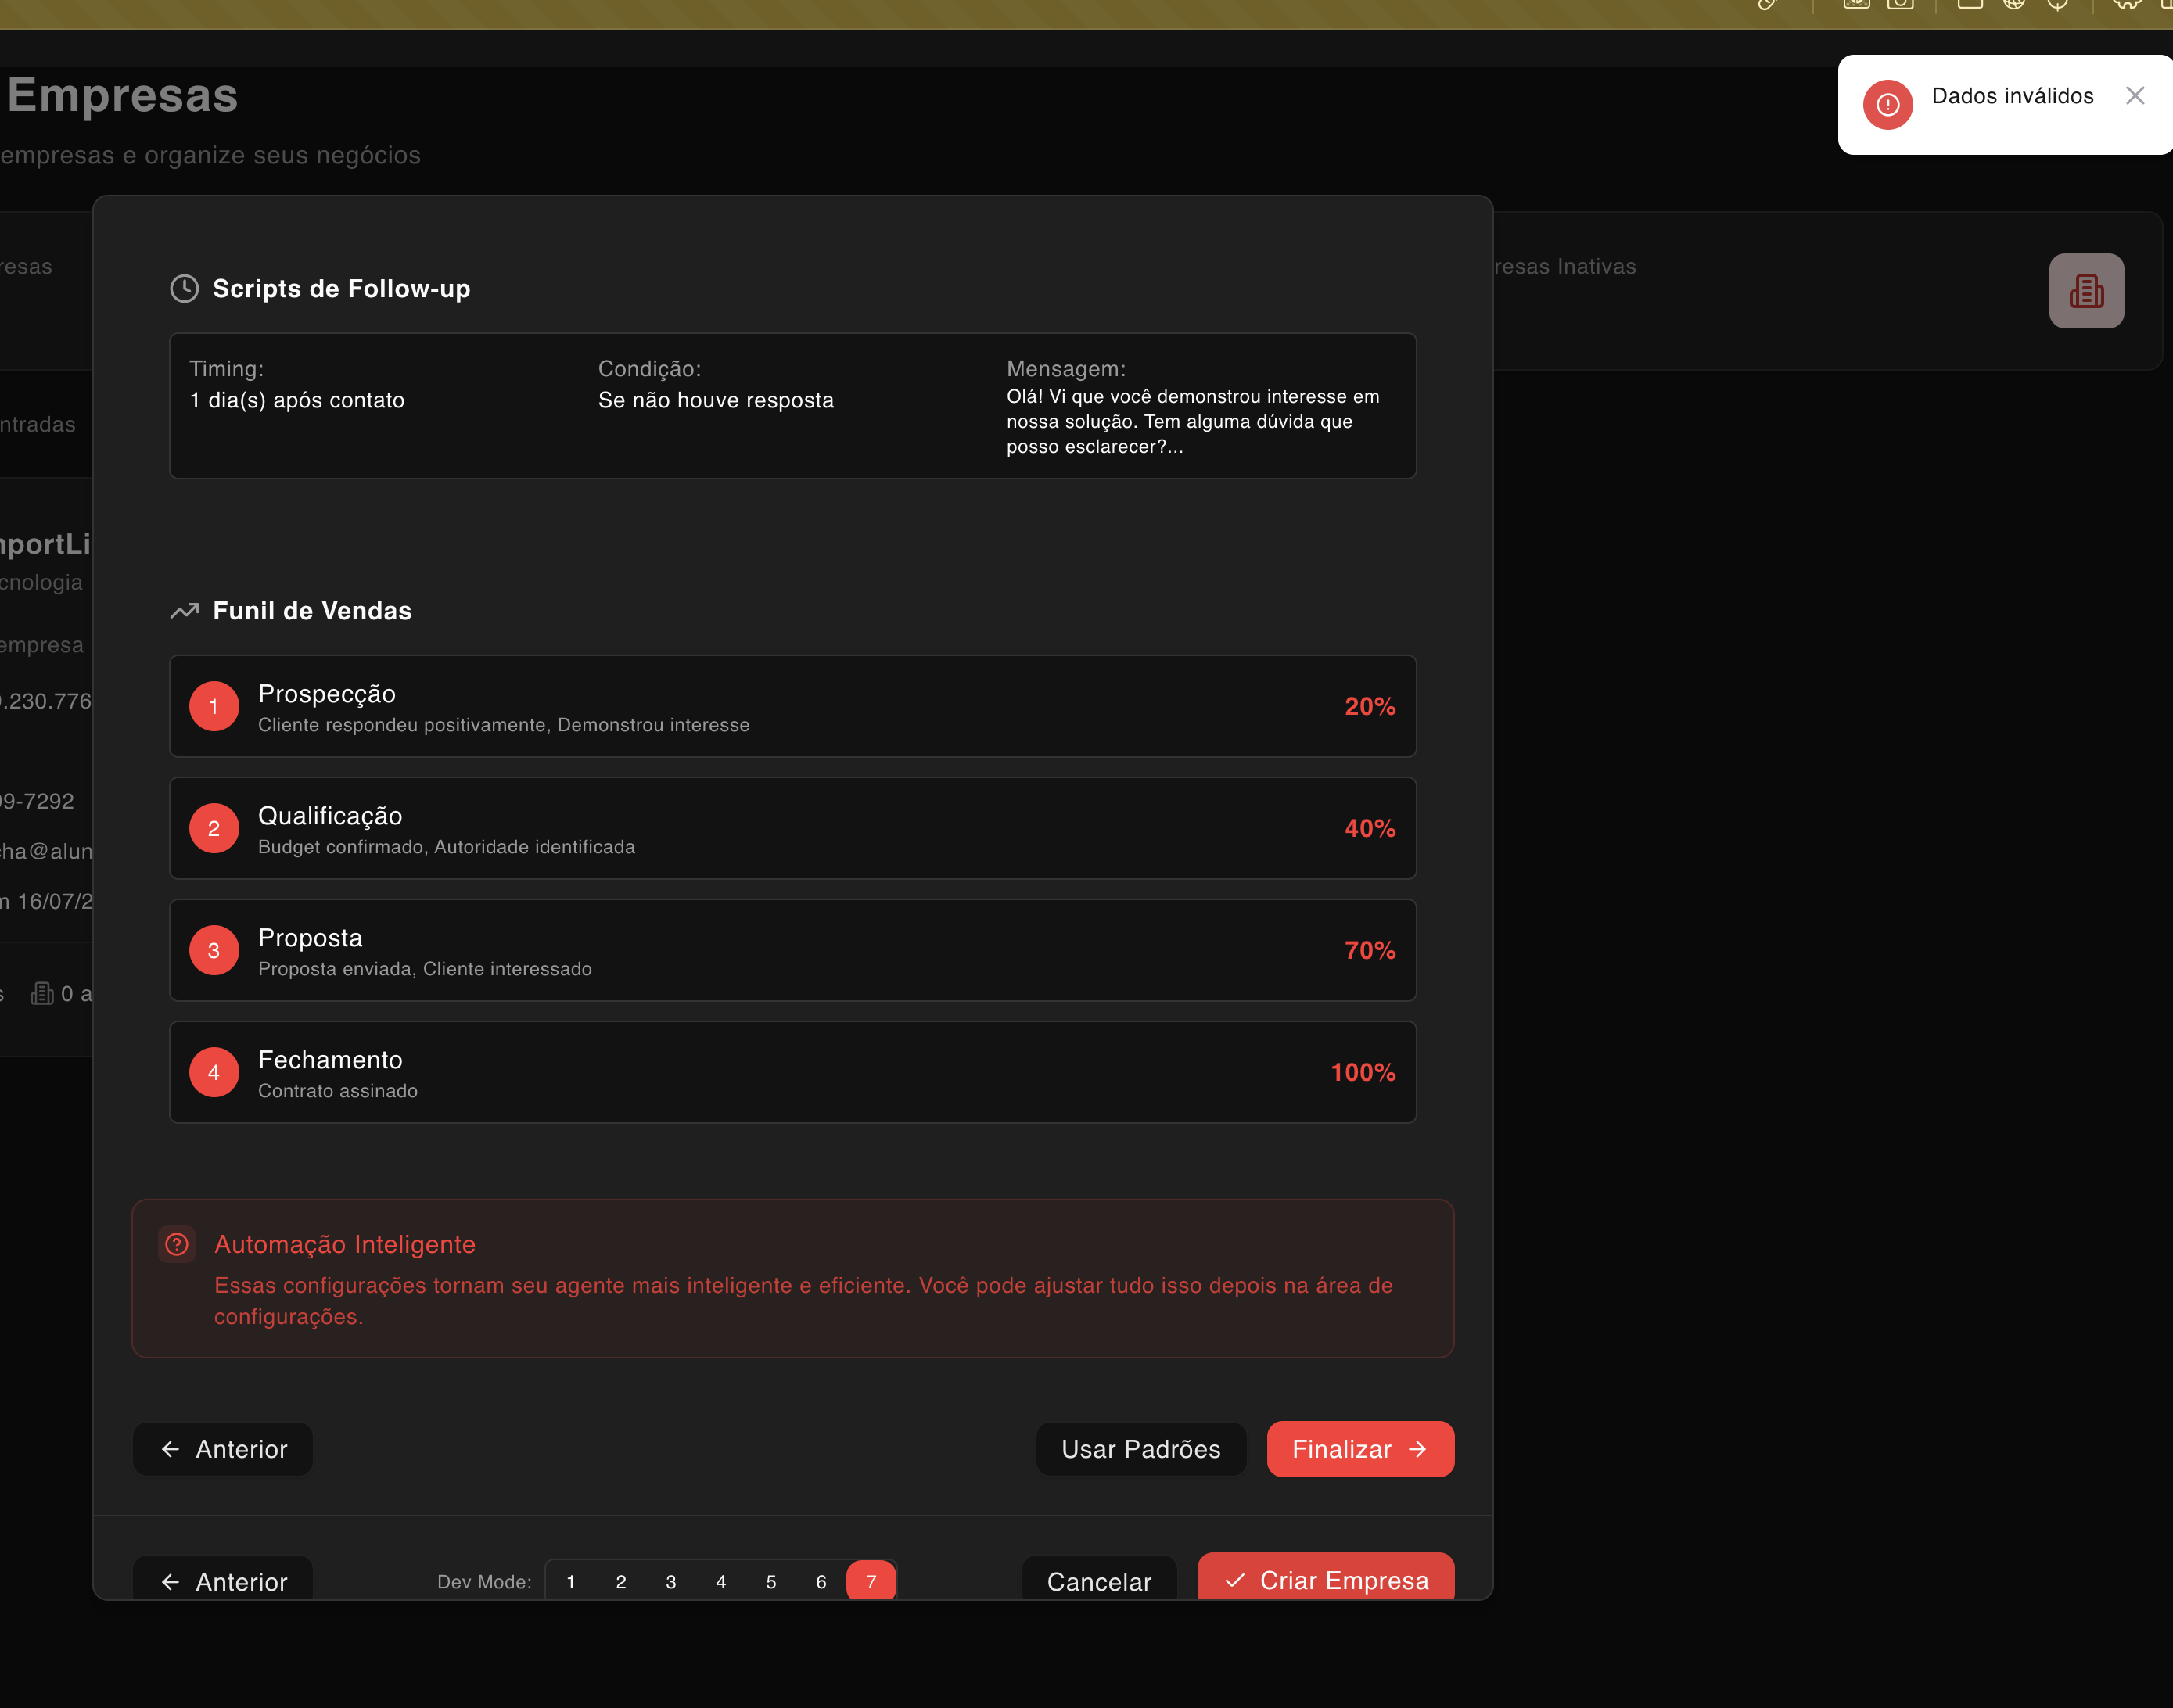 Empresas
empresas e organize seus negócios
Dados inválidos
resas Inativas
Scripts de Follow-up
Timing:
1 dia(s) após contato
Condição:
Se não houve resposta
Mensagem:
Olá! Vi que você demonstrou interesse em
nossa solução. Tem alguma dúvida que
posso esclarecer?...
resas
ntradas
mportLi
cnologia
empresa
.230.776
9-7292
cha@alun
m 16/07/2
s
0 a
Funil de Vendas
1
Prospecção
Cliente respondeu positivamente, Demonstrou interesse
20%
2
Qualificação
Budget confirmado, Autoridade identificada
40%
3
Proposta
Proposta enviada, Cliente interessado
70%
4
Fechamento
Contrato assinado
100%
Automação Inteligente
Essas configurações tornam seu agente mais inteligente e eficiente. Você pode ajustar tudo isso depois na área de
configurações.
← Anterior
Usar Padrões
Finalizar →
← Anterior
Dev Mode:
1 2 3 4 5 6 7
Cancelar
Criar Empresa